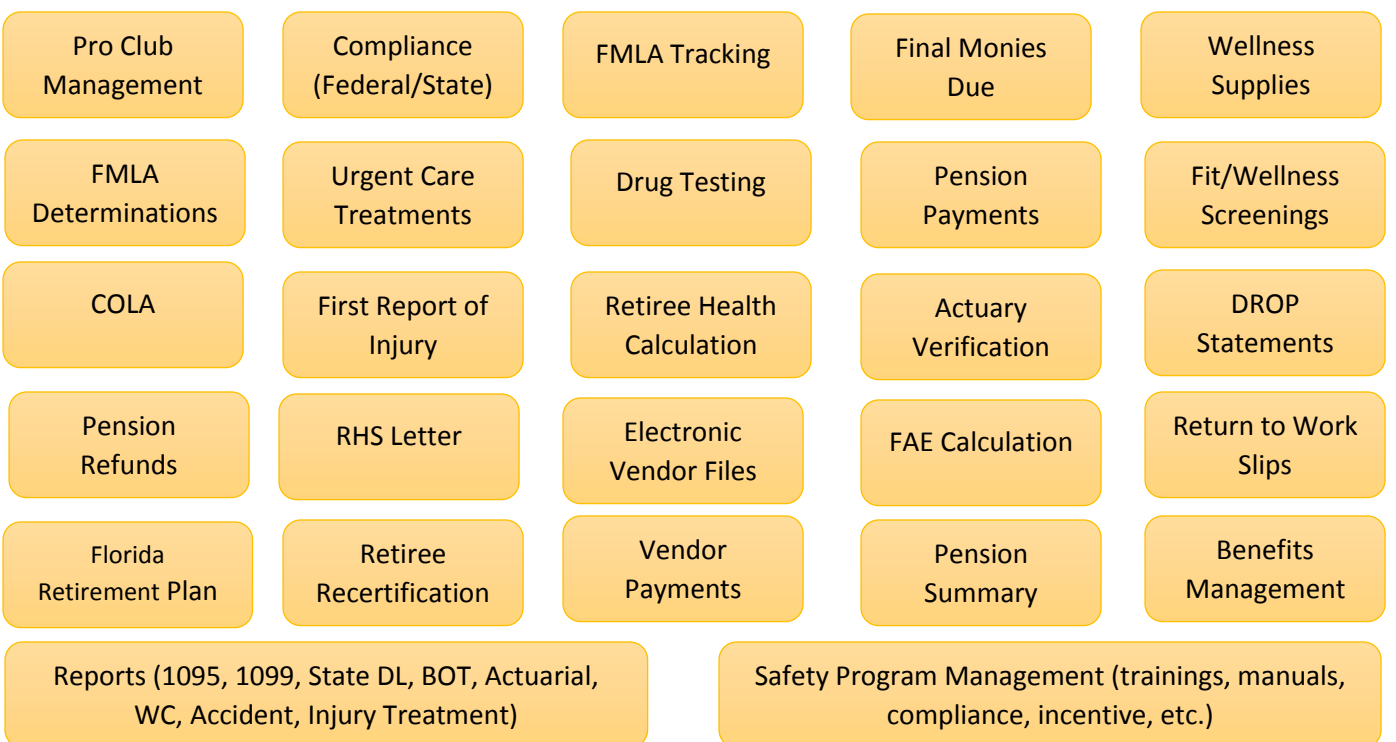 Pro Club
Management
Compliance
(Federal/State)
FMLA Tracking
Final Monies
Due
Wellness
Supplies
FMLA
Determinations
Urgent Care
Treatments
Drug Testing
Pension
Payments
Fit/Wellness
Screenings
COLA
First Report of
Injury
Retiree Health
Calculation
Actuary
Verification
DROP
Statements
Pension
Refunds
RHS Letter
Electronic
Vendor Files
FAE Calculation
Return to Work
Slips
Florida
Retirement Plan
Retiree
Recertification
Vendor
Payments
Pension
Summary
Benefits
Management
Reports (1095, 1099, State DL, BOT, Actuarial,
WC, Accident, Injury Treatment)
Safety Program Management (trainings, manuals,
compliance, incentive, etc.)